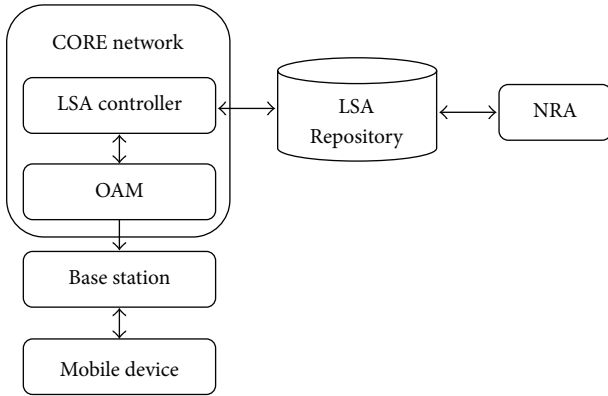 CORE network
LSA controller
LSA
Repository
NRA
OAM
Base station
Mobile device